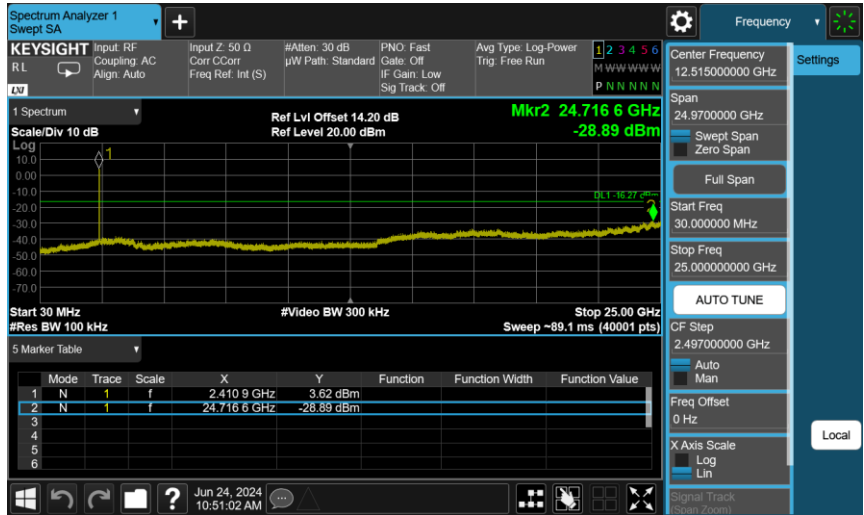 Spectrum Analyzer 1
Swept SA
+
Frequency
KEYSIGHT
RL
LXI
Input: RF
Coupling: AC
Align: Auto
Input Z: 50 Ω
Corr CCorr
Freq Ref: Int (S)
#Atten: 30 dB
µW Path: Standard
PNO: Fast
Gate: Off
IF Gain: Low
Sig Track: Off
Avg Type: Log-Power
Trig: Free Run
1 2 3 4 5 6
M W W W W W
P N N N N N
1 Spectrum
Scale/Div 10 dB
Ref Lvl Offset 14.20 dB
Ref Level 20.00 dBm
Mkr2 24.716 6 GHz
-28.89 dBm
Log
10.0
0.00
-10.0
-20.0
-30.0
-40.0
-50.0
-60.0
-70.0
1
DL1 -16.27 dBm
2
Start 30 MHz
#Res BW 100 kHz
#Video BW 300 kHz
Stop 25.00 GHz
Sweep ~89.1 ms (40001 pts)
5 Marker Table
Mode Trace Scale X Y Function Function Width Function Value
1 N 1 f 2.410 9 GHz 3.62 dBm
2 N 1 f 24.716 6 GHz -28.89 dBm
3
4
5
6
Jun 24, 2024
10:51:02 AM
?
Center Frequency
12.515000000 GHz
Span
24.9700000 GHz
Swept Span
Zero Span
Full Span
Start Freq
30.000000 MHz
Stop Freq
25.000000000 GHz
AUTO TUNE
CF Step
2.497000000 GHz
Auto
Man
Freq Offset
0 Hz
X Axis Scale
Log
Lin
Signal Track
(Span Zoom)
Settings
Local